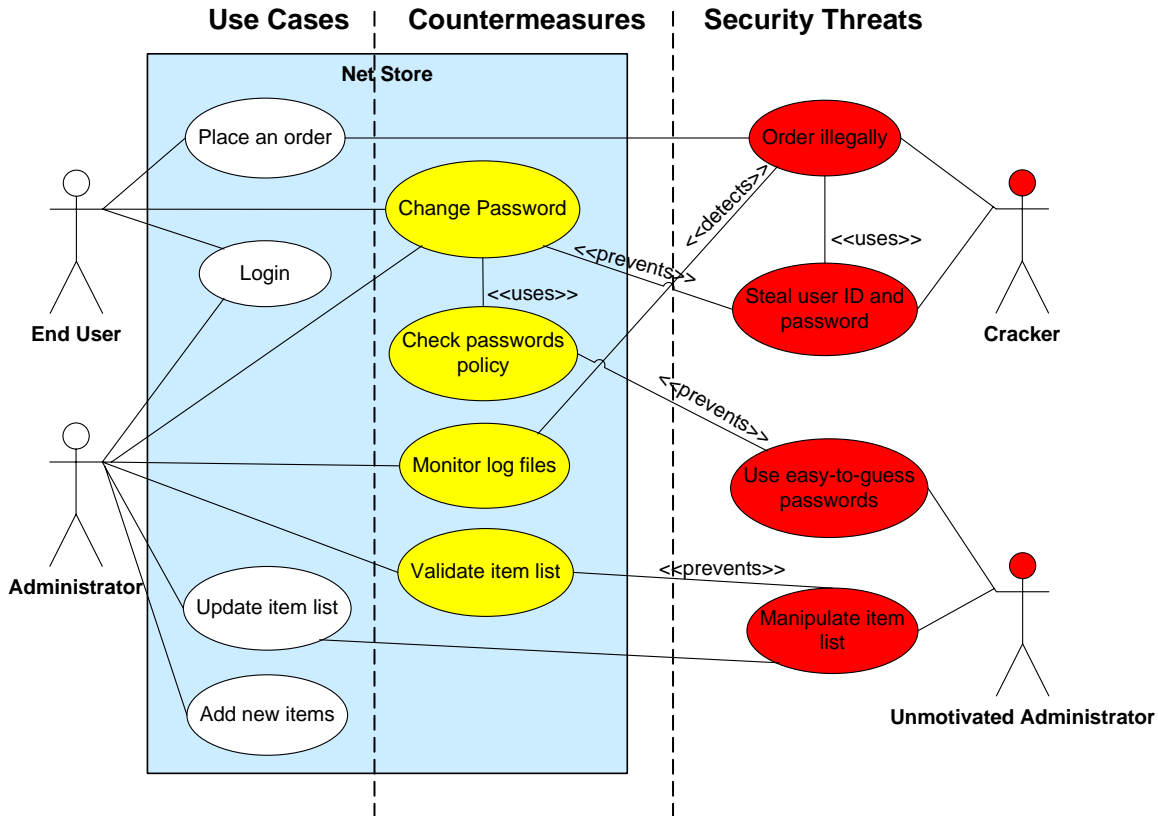 Use Cases
Countermeasures
Security Threats
Net Store
Place an order
Order illegally
<<detects>>
Change Password
<<uses>>
<<prevents>>
Login
Steal user ID and
password
<<uses>>
End User
Cracker
Check passwords
policy
<<prevents>>
Monitor log files
Use easy-to-guess
passwords
Administrator
Validate item list
<<prevents>>
Update item list
Manipulate item
list
Add new items
Unmotivated Administrator